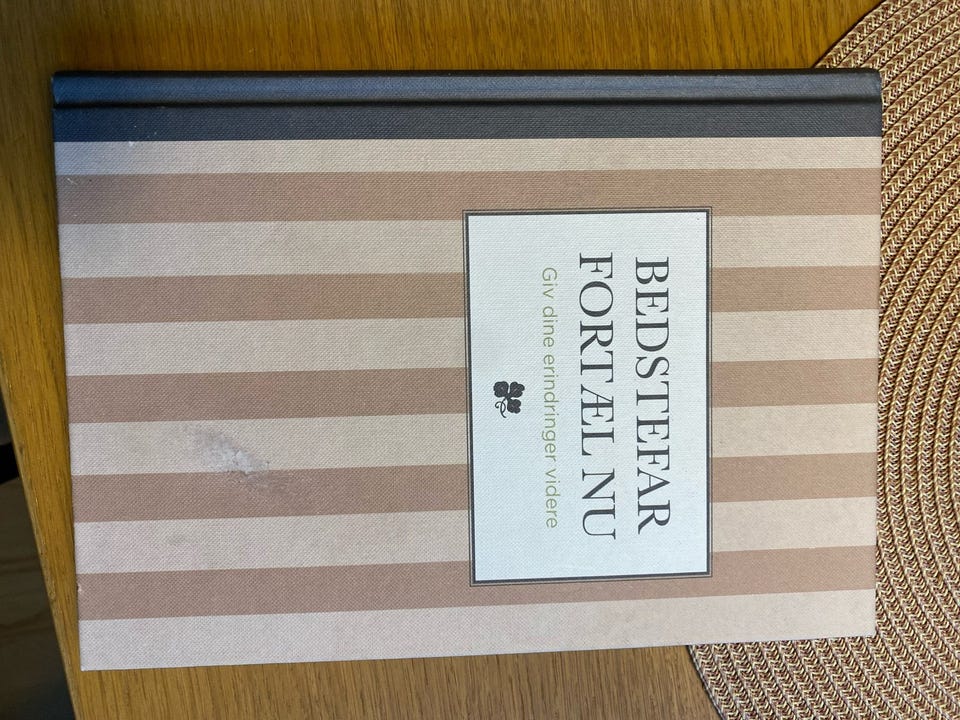 BEDSTEFAR
FORTÆL NU
Giv dine erindringer videre